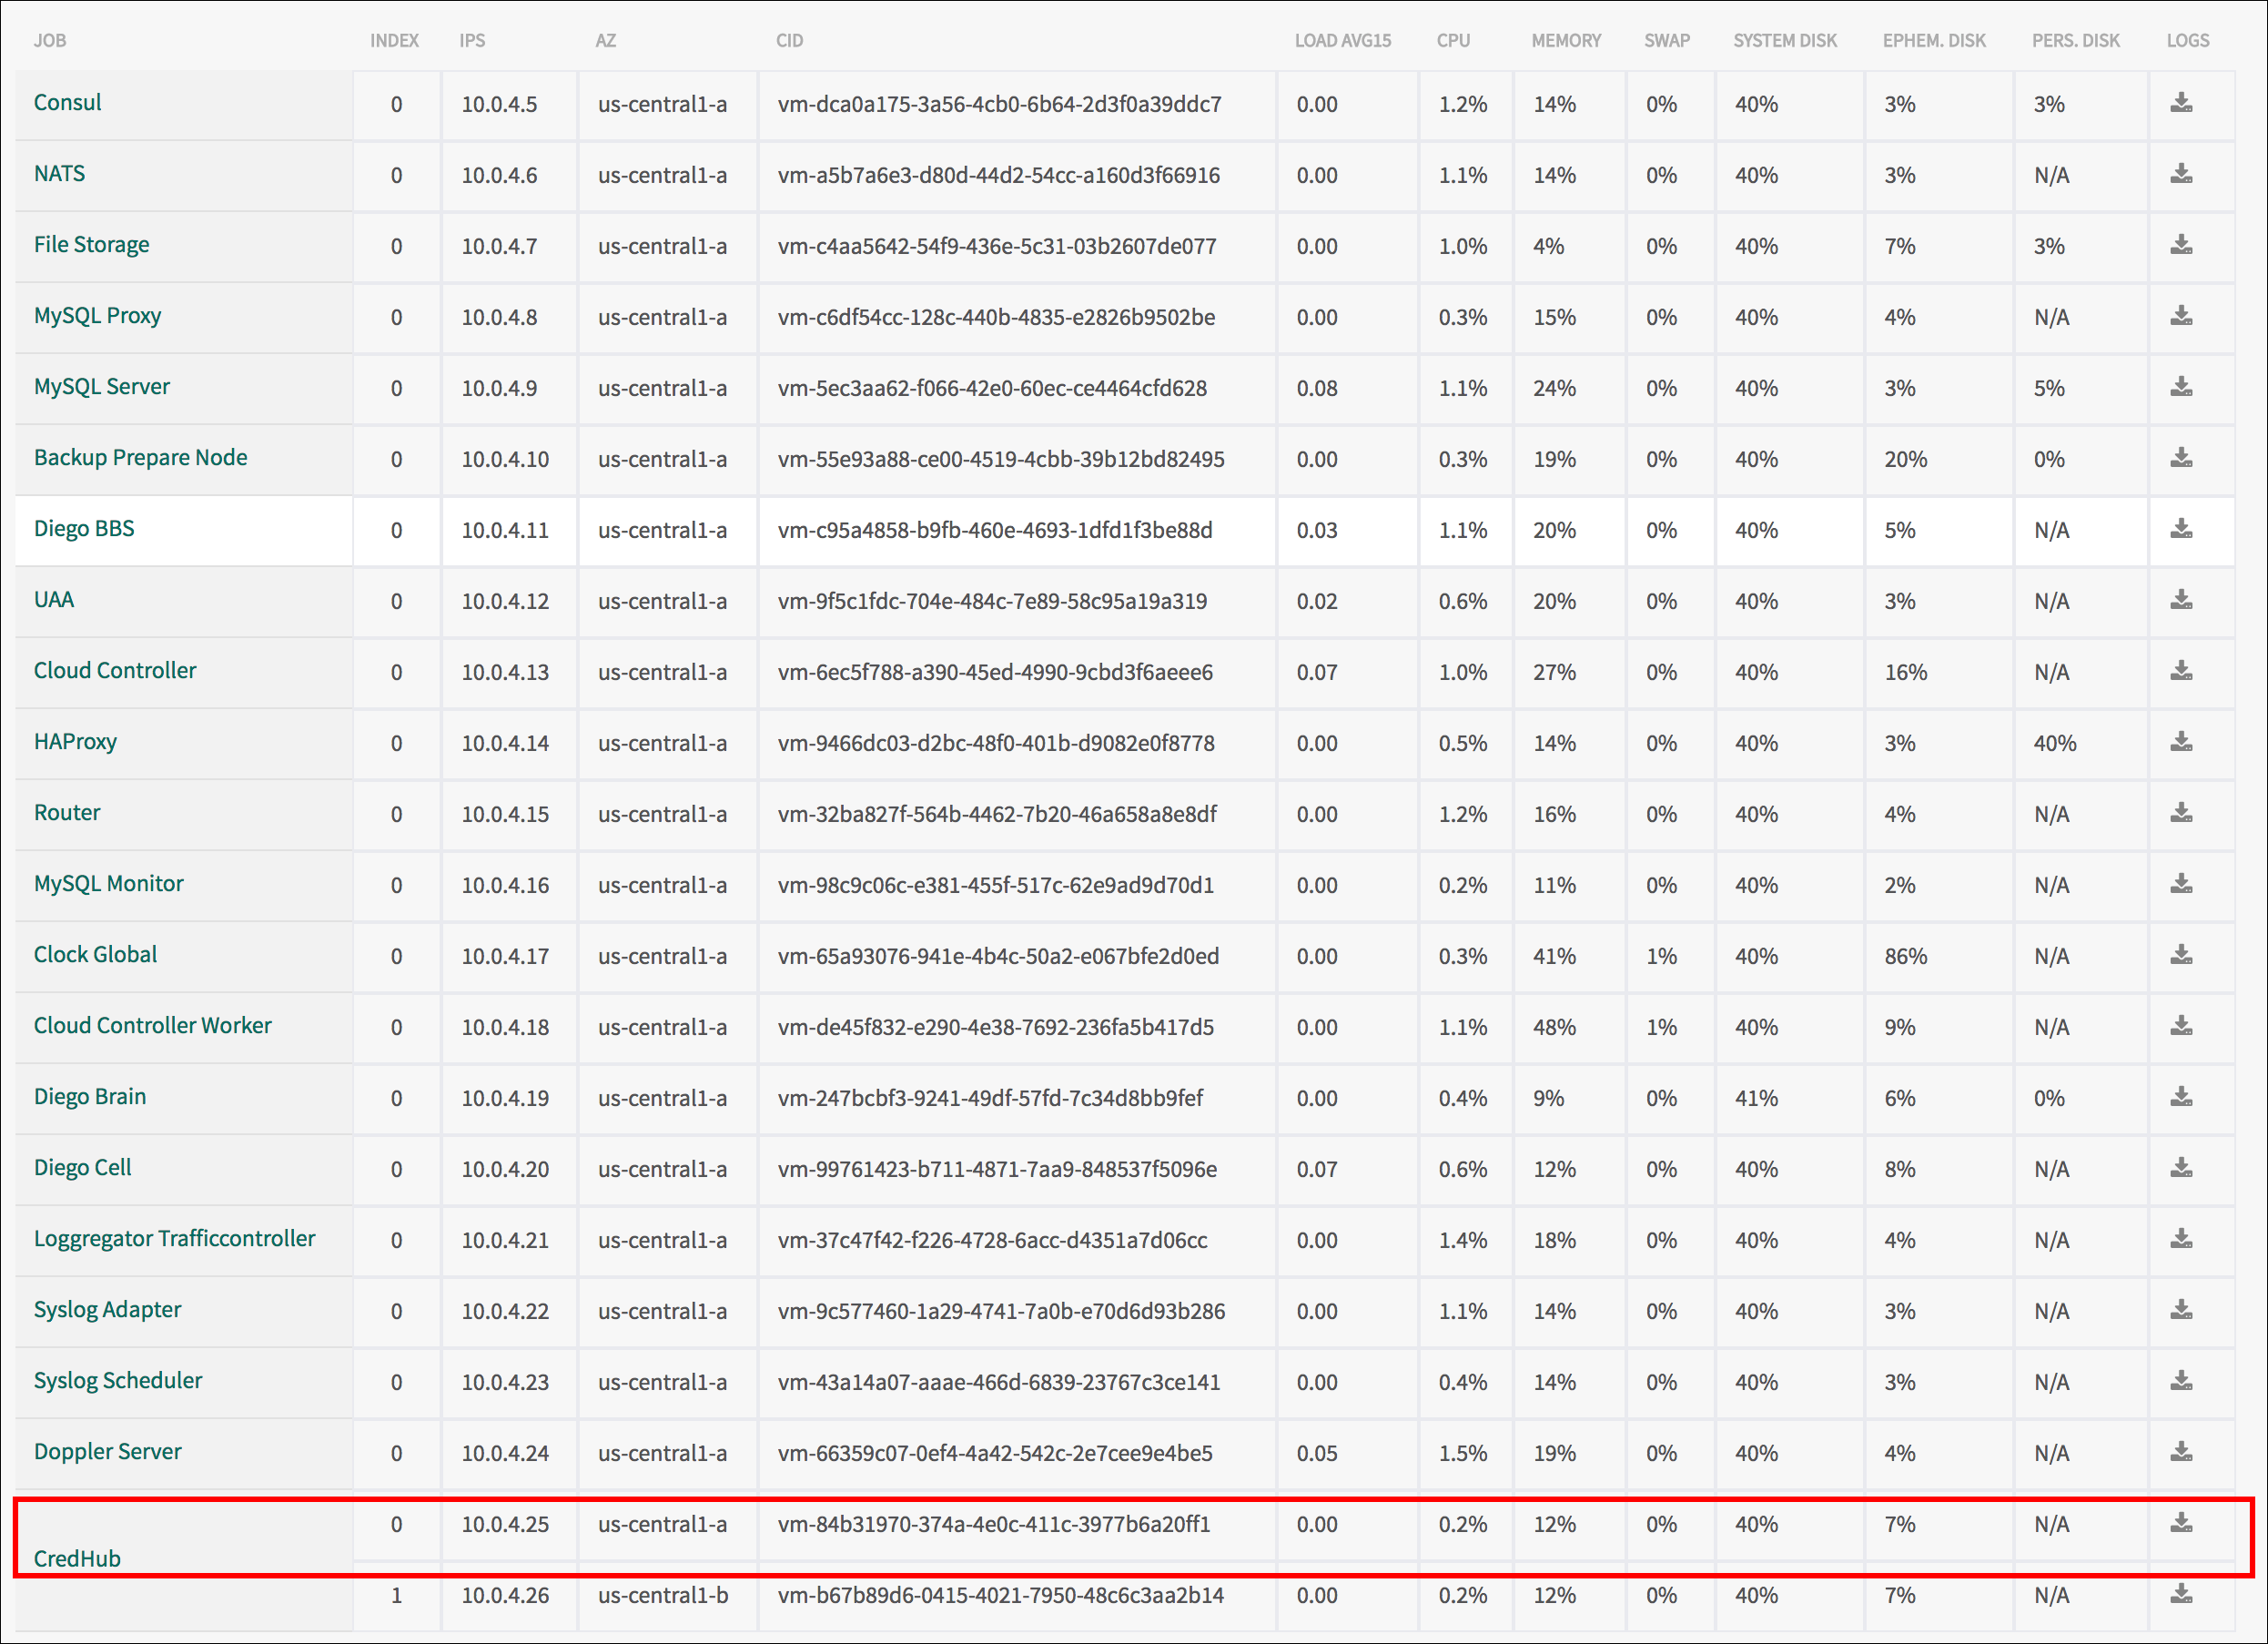 JOB INDEX IPS AZ CID LOAD AVG15 CPU MEMORY SWAP SYSTEM DISK EPHEM. DISK PERS. DISK LOGS
Consul 0 10.0.4.5 us-central1-a vm-dca0a175-3a56-4cb0-6b64-2d3f0a39ddc7 0.00 1.2% 14% 0% 40% 3% 3%
NATS 0 10.0.4.6 us-central1-a vm-a5b7a6e3-d80d-44d2-54cc-a160d3f66916 0.00 1.1% 14% 0% 40% 3% N/A
File Storage 0 10.0.4.7 us-central1-a vm-c4aa5642-54f9-436e-5c31-03b2607de077 0.00 1.0% 4% 0% 40% 7% 3%
MySQL Proxy 0 10.0.4.8 us-central1-a vm-c6df54cc-128c-440b-4835-e2826b9502be 0.00 0.3% 15% 0% 40% 4% N/A
MySQL Server 0 10.0.4.9 us-central1-a vm-5ec3aa62-f066-42e0-60ec-ce4464cfd628 0.08 1.1% 24% 0% 40% 3% 5%
Backup Prepare Node 0 10.0.4.10 us-central1-a vm-55e93a88-ce00-4519-4cbb-39b12bd82495 0.00 0.3% 19% 0% 40% 20% 0%
Diego BBS 0 10.0.4.11 us-central1-a vm-c95a4858-b9fb-460e-4693-1dfd1f3be88d 0.03 1.1% 20% 0% 40% 5% N/A
UAA 0 10.0.4.12 us-central1-a vm-9f5c1fdc-704e-484c-7e89-58c95a19a319 0.02 0.6% 20% 0% 40% 3% N/A
Cloud Controller 0 10.0.4.13 us-central1-a vm-6ec5f788-a390-45ed-4990-9cbd3f6aeee6 0.07 1.0% 27% 0% 40% 16% N/A
HAProxy 0 10.0.4.14 us-central1-a vm-9466dc03-d2bc-48f0-401b-d9082e0f8778 0.00 0.5% 14% 0% 40% 3% 40%
Router 0 10.0.4.15 us-central1-a vm-32ba827f-564b-4462-7b20-46a658a8e8df 0.00 1.2% 16% 0% 40% 4% N/A
MySQL Monitor 0 10.0.4.16 us-central1-a vm-98c9c06c-e381-455f-517c-62e9ad9d70d1 0.00 0.2% 11% 0% 40% 2% N/A
Clock Global 0 10.0.4.17 us-central1-a vm-65a93076-941e-4b4c-50a2-e067bfe2d0ed 0.00 0.3% 41% 1% 40% 86% N/A
Cloud Controller Worker 0 10.0.4.18 us-central1-a vm-de45f832-e290-4e38-7692-236fa5b417d5 0.00 1.1% 48% 1% 40% 9% N/A
Diego Brain 0 10.0.4.19 us-central1-a vm-247bcbf3-9241-49df-57fd-7c34d8bb9fef 0.00 0.4% 9% 0% 41% 6% 0%
Diego Cell 0 10.0.4.20 us-central1-a vm-99761423-b711-4871-7aa9-848537f5096e 0.07 0.6% 12% 0% 40% 8% N/A
Loggregator Trafficcontroller 0 10.0.4.21 us-central1-a vm-37c47f42-f226-4728-6acc-d4351a7d06cc 0.00 1.4% 18% 0% 40% 4% N/A
Syslog Adapter 0 10.0.4.22 us-central1-a vm-9c577460-1a29-4741-7a0b-e70d6d93b286 0.00 1.1% 14% 0% 40% 3% N/A
Syslog Scheduler 0 10.0.4.23 us-central1-a vm-43a14a07-aaae-466d-6839-23767c3ce141 0.00 0.4% 14% 0% 40% 3% N/A
Doppler Server 0 10.0.4.24 us-central1-a vm-66359c07-0ef4-4a42-542c-2e7cee9e4be5 0.05 1.5% 19% 0% 40% 4% N/A
CredHub 0 10.0.4.25 us-central1-a vm-84b31970-374a-4e0c-411c-3977b6a20ff1 0.00 0.2% 12% 0% 40% 7% N/A
1 10.0.4.26 us-central1-b vm-b67b89d6-0415-4021-7950-48c6c3aa2b14 0.00 0.2% 12% 0% 40% 7% N/A